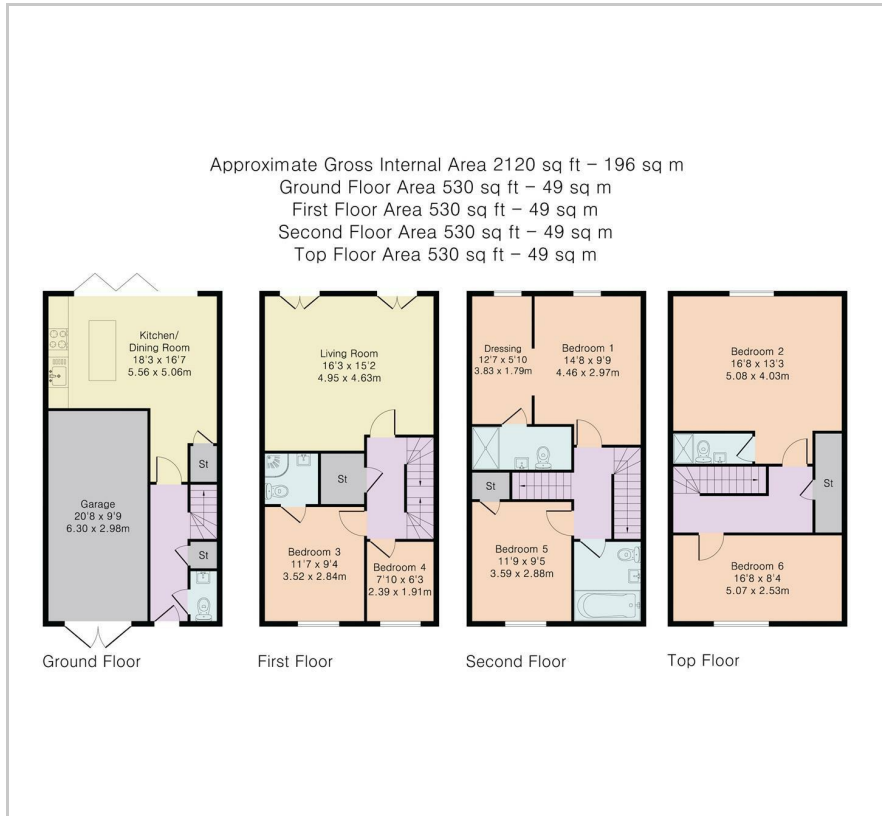 Approximate Gross Internal Area 2120 sq ft - 196 sq m
Ground Floor Area 530 sq ft - 49 sq m
First Floor Area 530 sq ft - 49 sq m
Second Floor Area 530 sq ft - 49 sq m
Top Floor Area 530 sq ft - 49 sq m
Kitchen/
Dining Room
18'3 x 16'7
5.56 x 5.06m
St
Garage
20'8 x 9'9
6.30 x 2.98m
St
Ground Floor
Living Room
16'3 x 15'2
4.95 x 4.63m
St
Bedroom 3
11'7 x 9'4
3.52 x 2.84m
Bedroom 4
7'10 x 6'3
2.39 x 1.91m
First Floor
Dressing
12'7 x 5'10
3.83 x 1.79m
Bedroom 1
14'8 x 9'9
4.46 x 2.97m
St
Bedroom 5
11'9 x 9'5
3.59 x 2.88m
Second Floor
Bedroom 2
16'8 x 13'3
5.08 x 4.03m
St
Bedroom 6
16'8 x 8'4
5.07 x 2.53m
Top Floor